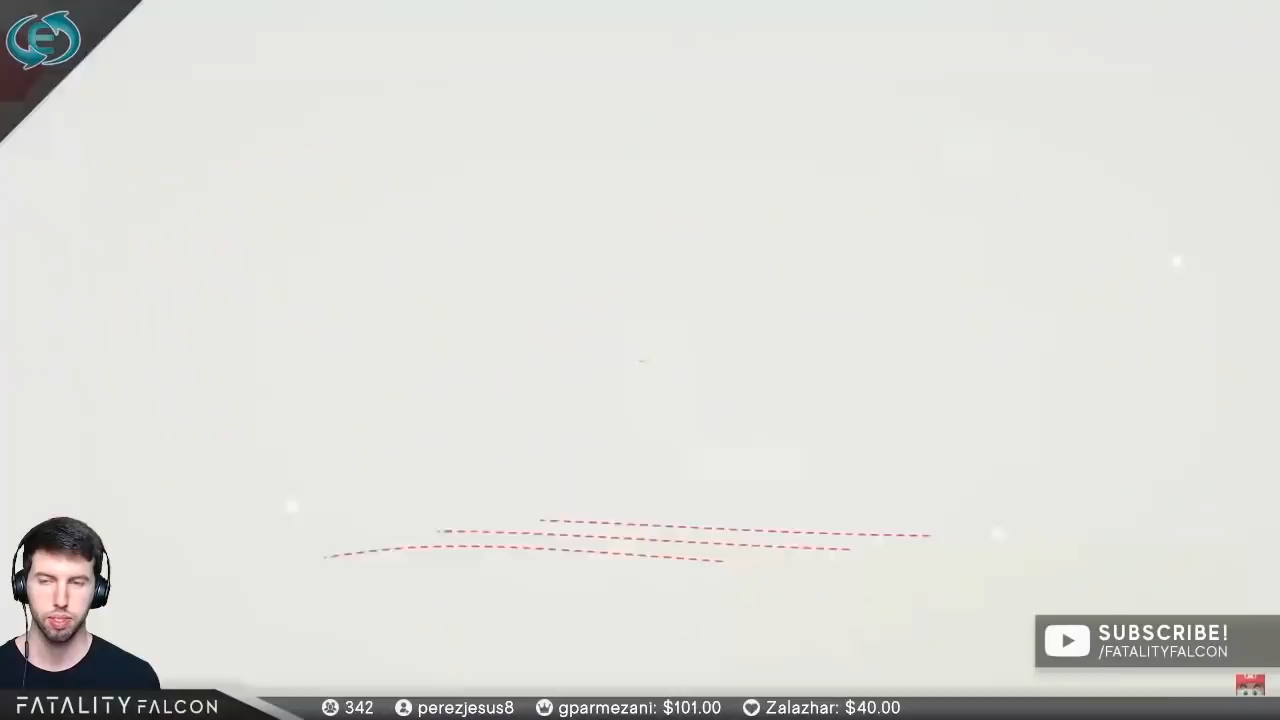 E
SUBSCRIBE!
/FATALITYFALCON
FATALITY FALCON
342
perezjesus8
gparmezani: $101.00
Zalazhar: $40.00